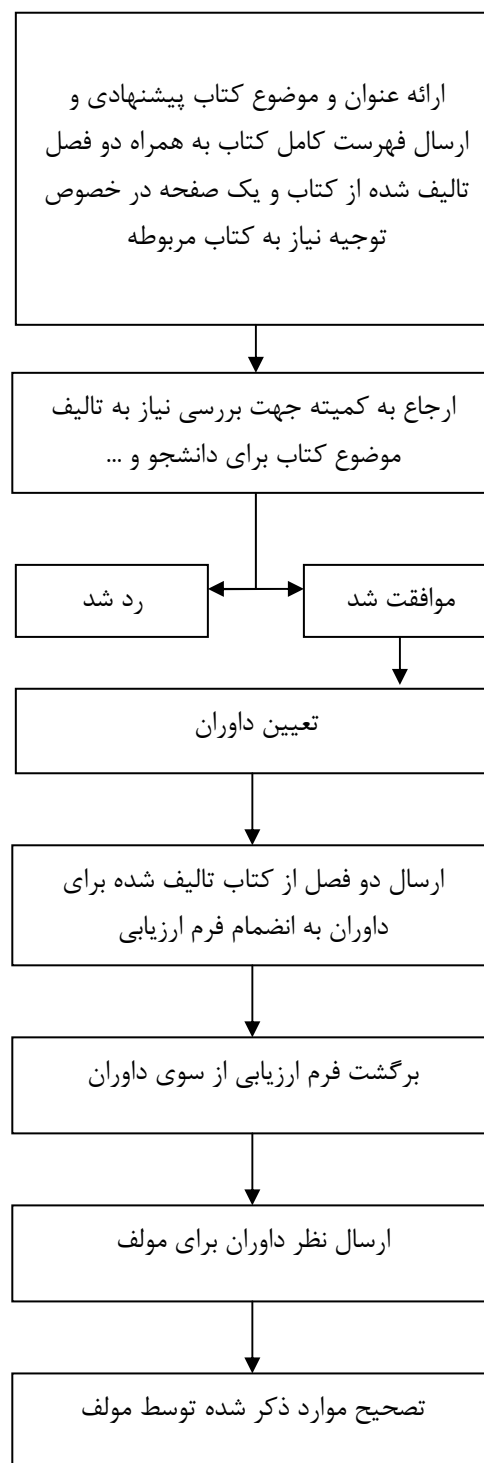 ارائه عنوان و موضوع کتاب پیشنهادی و
ارسال فهرست کامل کتاب به همراه دو فصل
تالیف شده از کتاب و یک صفحه در خصوص
توجیه نیاز به کتاب مربوطه
ارجاع به کمیته جهت بررسی نیاز به تالیف
موضوع کتاب برای دانشجو و ...
موافقت شد
رد شد
تعیین داوران
ارسال دو فصل از کتاب تالیف شده برای
داوران به انضمام فرم ارزیابی
برگشت فرم ارزیابی از سوی داوران
ارسال نظر داوران برای مولف
تصحیح موارد ذکر شده توسط مولف